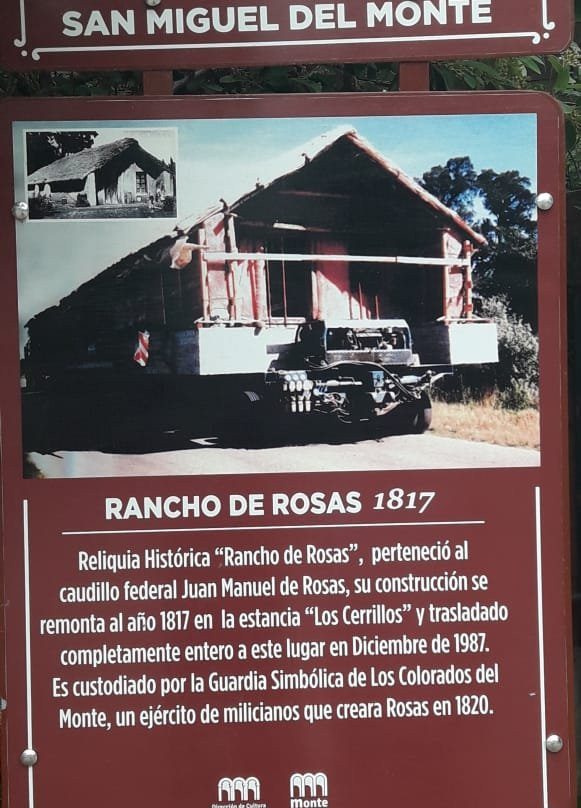 SAN MIGUEL DEL MONTE
RANCHO DE ROSAS 1817
Reliquia Histórica “Rancho de Rosas”, perteneció al
caudillo federal Juan Manuel de Rosas, su construcción se
remonta al año 1817 en la estancia “Los Cerrillos” y trasladado
completamente entero a este lugar en Diciembre de 1987.
Es custodiado por la Guardia Simbólica de Los Colorados del
Monte, un ejército de milicianos que creara Rosas en 1820.
Dirección de Cultura
Monte